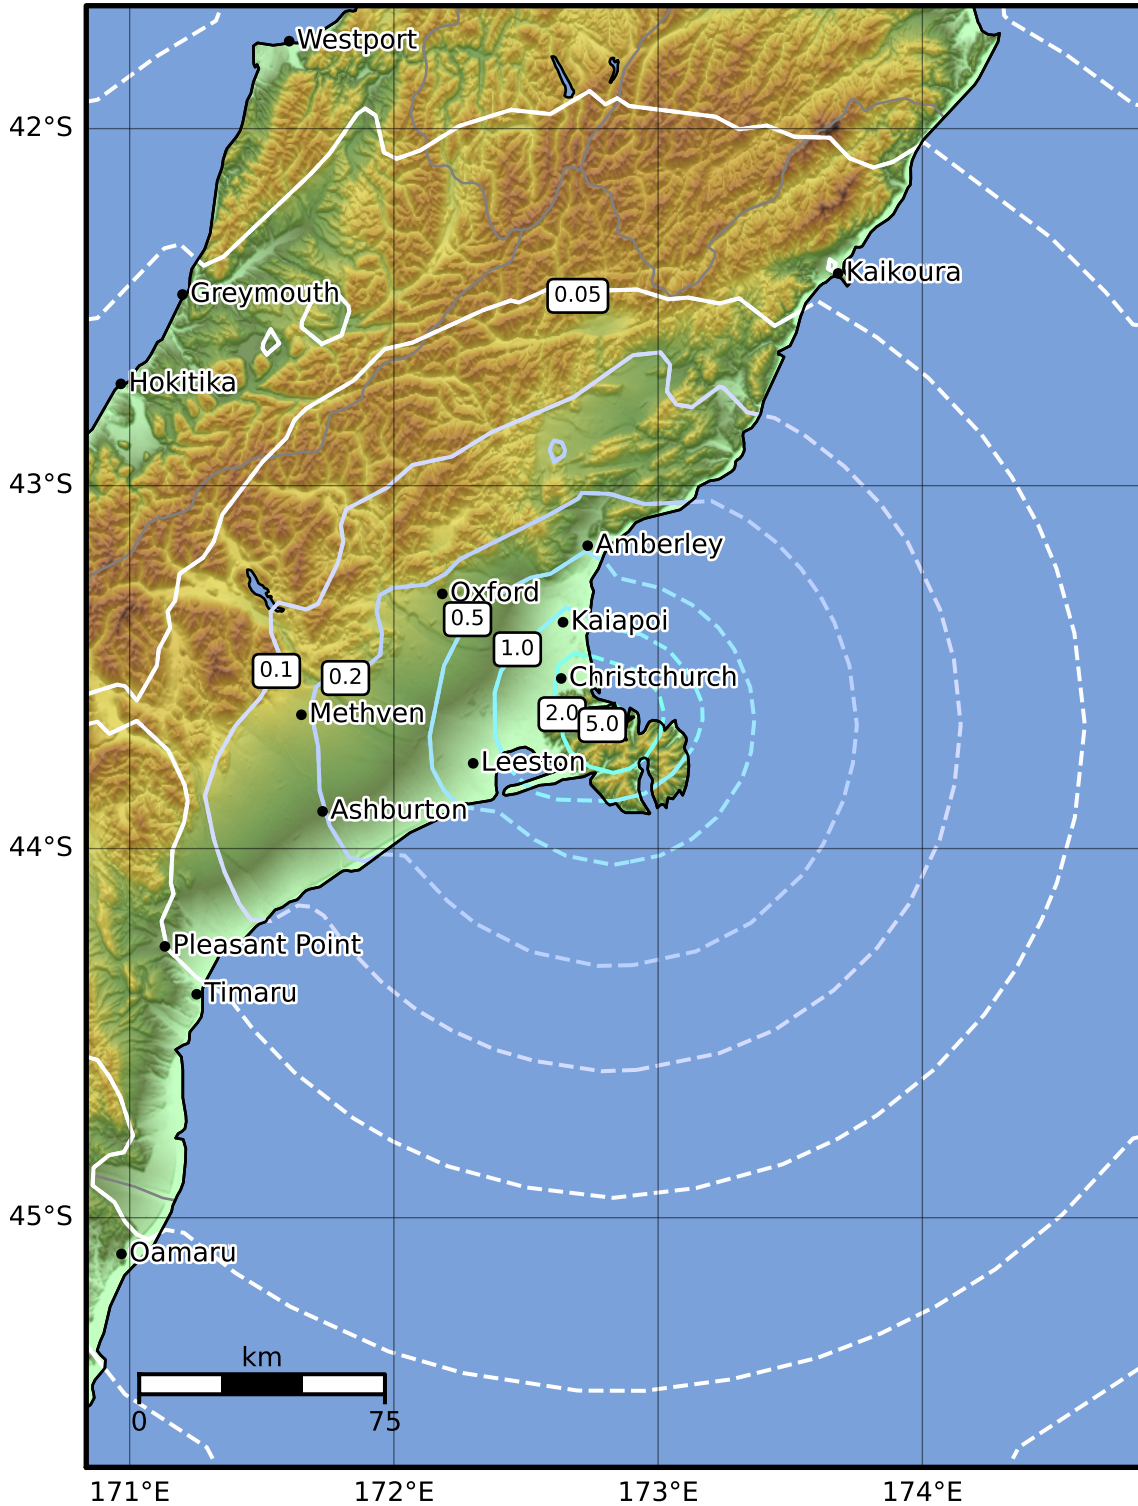 Westport
42°S
Kaikoura
Greymouth
0.05
Hokitika
43°S
Amberley
Oxford
0.5
Kaiapoi
1.0
0.1
0.2
Christchurch
Methven
2.0
5.0
Leeston
Ashburton
44°S
Pleasant Point
Timaru
45°S
Oamaru
km
0
75
171°E
172°E
173°E
174°E